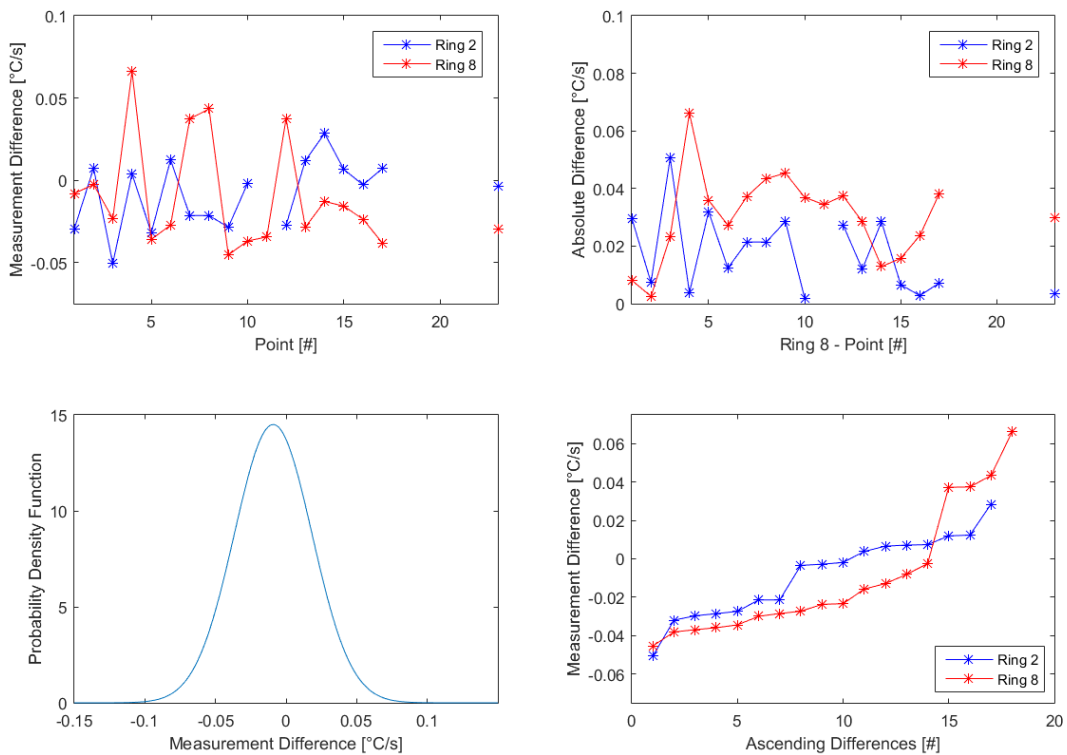 0.1
0.05
0
-0.05
Measurement Difference [°C/s]
5
10
15
20
Point [#]
Ring 2
Ring 8
0.1
0.08
0.06
0.04
0.02
0
Absolute Difference [°C/s]
5
10
15
20
Ring 8 - Point [#]
Ring 2
Ring 8
15
10
5
0
Probability Density Function
-0.15
-0.1
-0.05
0
0.05
0.1
Measurement Difference [°C/s]
0.06
0.04
0.02
0
-0.02
-0.04
-0.06
Measurement Difference [°C/s]
0
5
10
15
20
Ascending Differences [#]
Ring 2
Ring 8